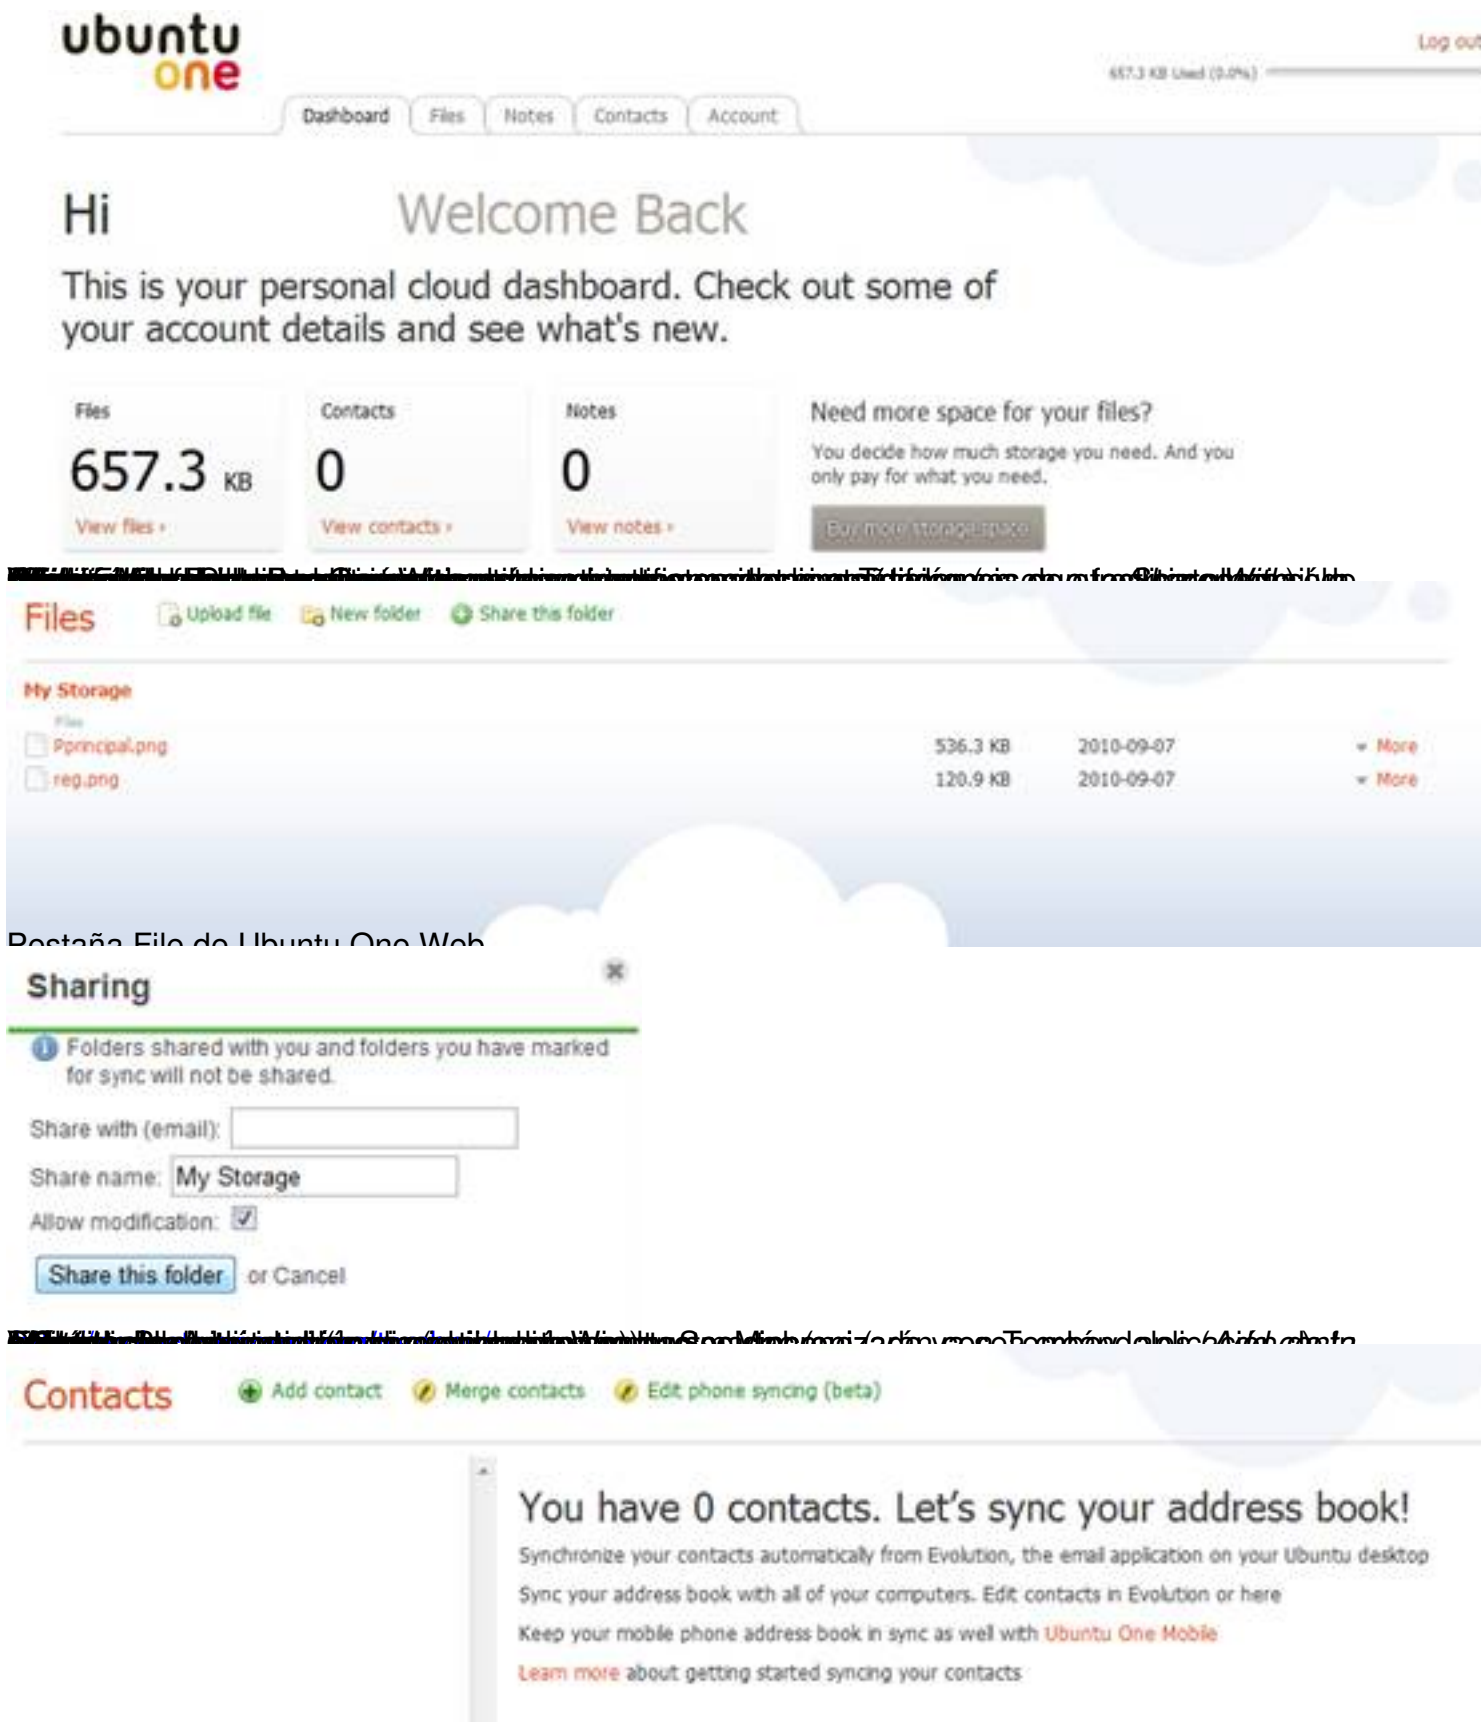 ubuntu
one
Log out
657.3 KB Used (0.0%)
Dashboard Files Notes Contacts Account
Hi Welcome Back
This is your personal cloud dashboard. Check out some of
your account details and see what's new.
Files Contacts Notes
657.3 KB 0 0
View files › View contacts › View notes ›
Need more space for your files?
You decide how much storage you need. And you
only pay for what you need.
Buy more storage space
Files Upload file New folder Share this folder
My Storage
Files
Pprincipal.png 536.3 KB 2010-09-07 More
reg.png 120.9 KB 2010-09-07 More
Pestaña File de Ubuntu One Web
Sharing
Folders shared with you and folders you have marked
for sync will not be shared.
Share with (email):
Share name: My Storage
Allow modification:
Share this folder or Cancel
Contacts Add contact Merge contacts Edit phone syncing (beta)
You have 0 contacts. Let's sync your address book!
Synchronize your contacts automatically from Evolution, the email application on your Ubuntu desktop
Sync your address book with all of your computers. Edit contacts in Evolution or here
Keep your mobile phone address book in sync as well with Ubuntu One Mobile
Learn more about getting started syncing your contacts